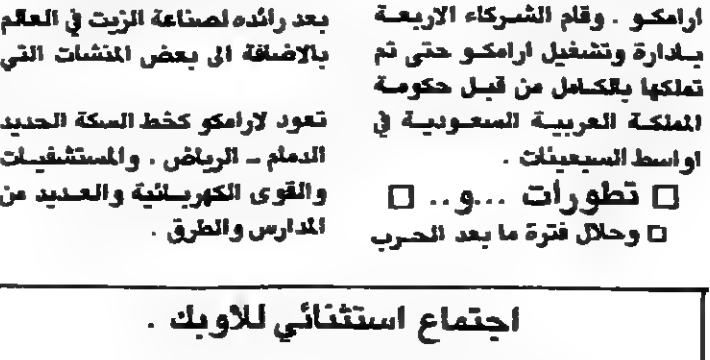 ارامكو . وقام الشركاء الاربعة
بادارة وتشغيل ارامكو حتى تم
تملكها بالكامل من قبل حكومة
المملكة العربية السعودية في
اواسط السبعينات .
□ تطورات ...و.. □
□ وحلال فترة ما بعد الحرب
بعد رائده لصناعة الزيت في العالم
بالاضافة الى بعض المنشات التي
تعود لارامكو كخط السكة الحديد
الدمام - الرياض . والمستشفيات
والقوى الكهربائية والعديد من
المدارس والطرق .
اجتماع استثنائي للاوبك .